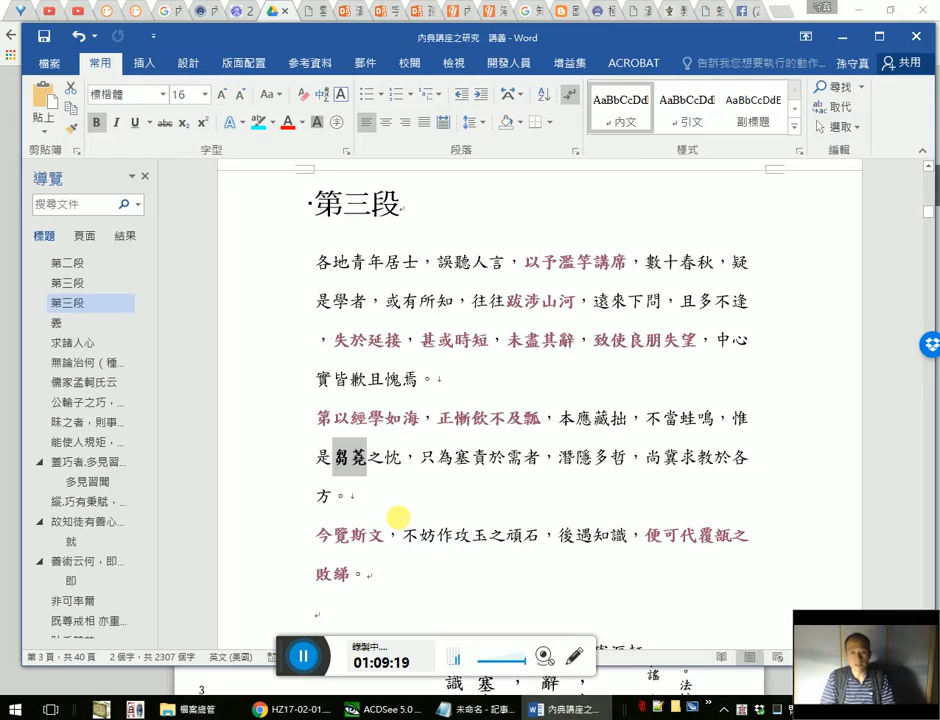 內典講座之研究 講義 - Word
檔案 常用 插入 設計 版面配置 參考資料 郵件 校閱 檢視 開發人員 增益集 ACROBAT 告訴我您想要執行的動作... 孫守真 共用
貼上
標楷體 16
AaBbCcDd AaBbCcDd AaBbCcDdE
內文 引文 副標題
尋找
取代
選取
剪貼簿 字型 段落 樣式 編輯
導覽
搜尋文件
標題 頁面 結果
第二段
第三段
第三段
義
求諸人心
無論治何（種...
儒家孟軻氏云
公輸子之巧，...
昧之者，則事...
能使人規矩，...
蓋巧者,多見習...
多見習聞
縱.巧有秉賦，...
故知徒有善心...
就
善術云何，即...
即
非可率爾
既尊戒相 亦重...
第三段
各地青年居士，誤聽人言，以予濫竽講席，數十春秋，疑
是學者，或有所知，往往跋涉山河，遠來下問，且多不逢
，失於延接，甚或時短，未盡其辭，致使良朋失望，中心
實皆歉且愧焉。
第以經學如海，正慚飲不及瓢，本應藏拙，不當蛙鳴，惟
是芻蕘之忱，只為塞責於需者，潛隱多哲，尚冀求教於各
方。
今覽斯文，不妨作攻玉之頑石，後遇知識，便可代覆瓿之
敗綈。
錄製中....
01:09:19
第 3 頁，共 40 頁 2 個字，共 2307 個字 英文 (美國)
3
識 塞 ， 辭 ，
謠 法
檔案總管 HZ17-02-01.... ACDSee 5.0 ... 未命名 - 記事... 內典講座之...